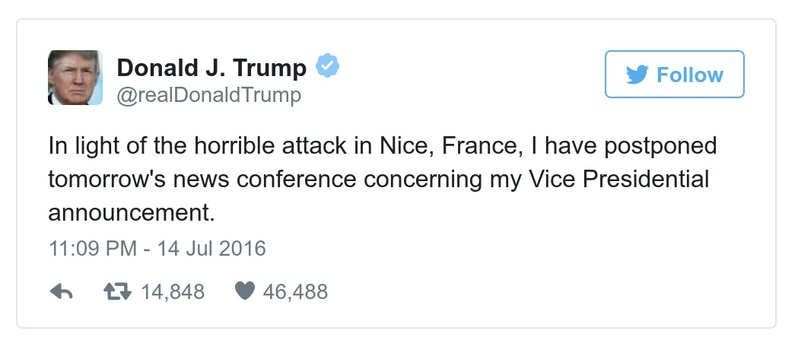 Donald J. Trump
@realDonaldTrump
Follow
In light of the horrible attack in Nice, France, I have postponed
tomorrow's news conference concerning my Vice Presidential
announcement.
11:09 PM - 14 Jul 2016
14,848 46,488